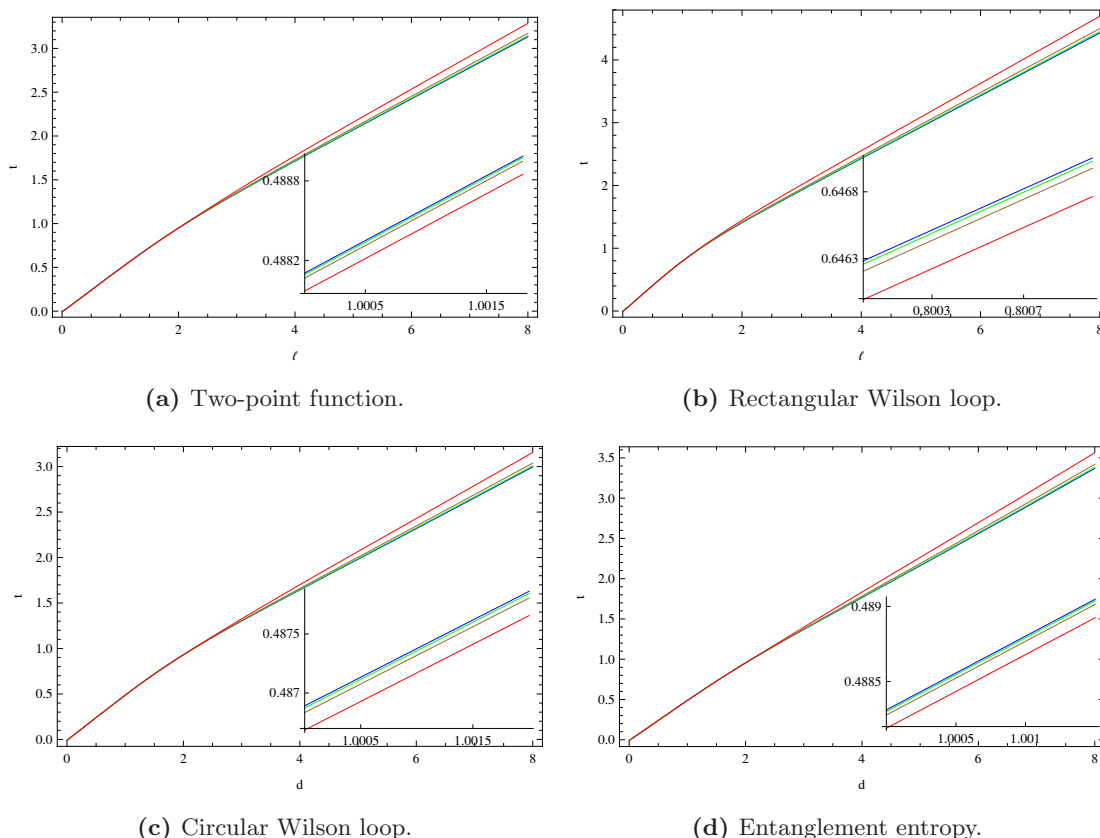 3.0
2.5
2.0
1.5
1.0
0.5
0.0
t
0.4888
0.4882
1.0005 1.0015
0 2 4 6 8
ℓ
(a) Two-point function.
4
3
2
1
0
t
0.6468
0.6463
0.8003 0.8007
0 2 4 6 8
ℓ
(b) Rectangular Wilson loop.
3.0
2.5
2.0
1.5
1.0
0.5
0.0
t
0.4875
0.487
1.0005 1.0015
0 2 4 6 8
d
(c) Circular Wilson loop.
3.5
3.0
2.5
2.0
1.5
1.0
0.5
0.0
t
0.489
0.4885
1.0005 1.001
0 2 4 6 8
d
(d) Entanglement entropy.